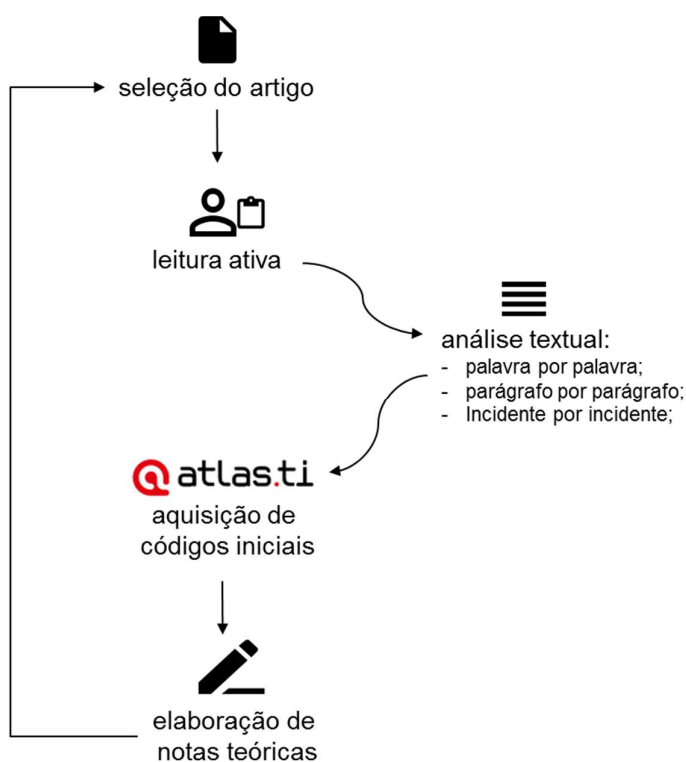 seleção do artigo
leitura ativa
análise textual:
- palavra por palavra;
- parágrafo por parágrafo;
- Incidente por incidente;
atlas.ti
aquisição de
códigos iniciais
elaboração de
notas teóricas